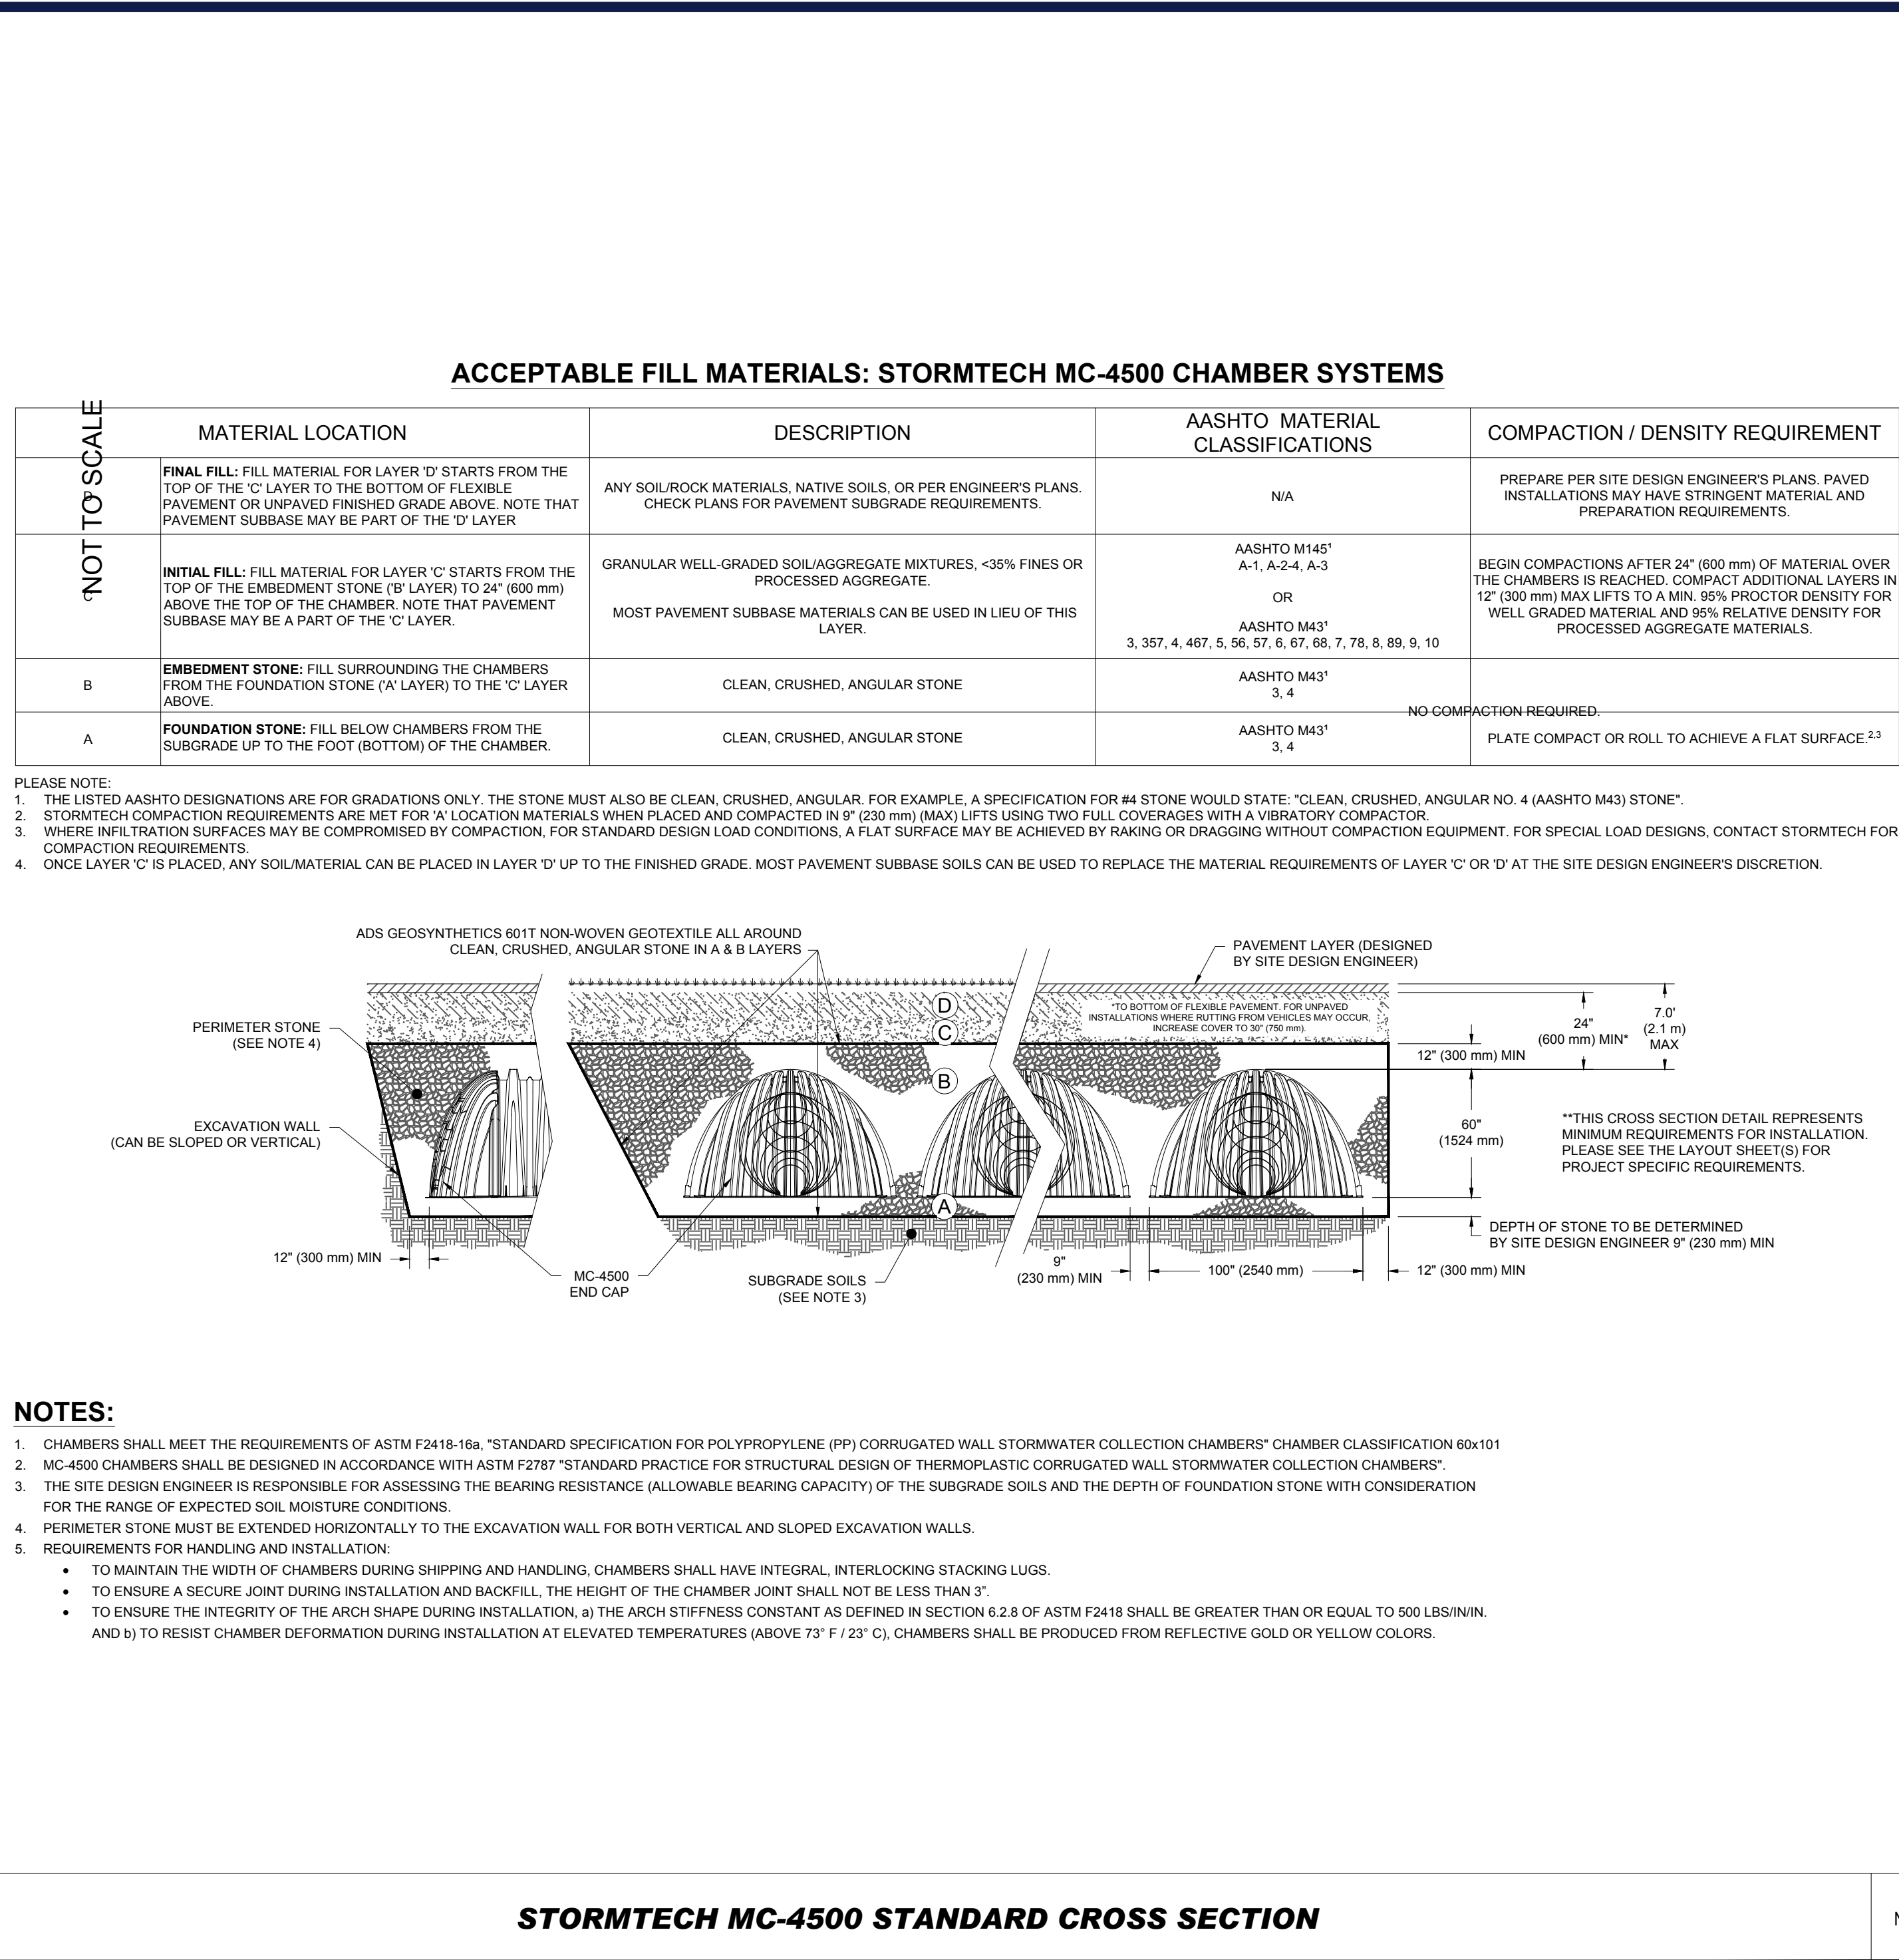 ACCEPTABLE FILL MATERIALS: STORMTECH MC-4500 CHAMBER SYSTEMS
NOT TO SCALE
MATERIAL LOCATION
DESCRIPTION
AASHTO MATERIAL
CLASSIFICATIONS
COMPACTION / DENSITY REQUIREMENT
D
FINAL FILL: FILL MATERIAL FOR LAYER 'D' STARTS FROM THE
TOP OF THE 'C' LAYER TO THE BOTTOM OF FLEXIBLE
PAVEMENT OR UNPAVED FINISHED GRADE ABOVE. NOTE THAT
PAVEMENT SUBBASE MAY BE PART OF THE 'D' LAYER
ANY SOIL/ROCK MATERIALS, NATIVE SOILS, OR PER ENGINEER'S PLANS.
CHECK PLANS FOR PAVEMENT SUBGRADE REQUIREMENTS.
N/A
PREPARE PER SITE DESIGN ENGINEER'S PLANS. PAVED
INSTALLATIONS MAY HAVE STRINGENT MATERIAL AND
PREPARATION REQUIREMENTS.
C
INITIAL FILL: FILL MATERIAL FOR LAYER 'C' STARTS FROM THE
TOP OF THE EMBEDMENT STONE ('B' LAYER) TO 24" (600 mm)
ABOVE THE TOP OF THE CHAMBER. NOTE THAT PAVEMENT
SUBBASE MAY BE A PART OF THE 'C' LAYER.
GRANULAR WELL-GRADED SOIL/AGGREGATE MIXTURES, <35% FINES OR
PROCESSED AGGREGATE.
MOST PAVEMENT SUBBASE MATERIALS CAN BE USED IN LIEU OF THIS
LAYER.
AASHTO M145¹
A-1, A-2-4, A-3
OR
AASHTO M43¹
3, 357, 4, 467, 5, 56, 57, 6, 67, 68, 7, 78, 8, 89, 9, 10
BEGIN COMPACTIONS AFTER 24" (600 mm) OF MATERIAL OVER
THE CHAMBERS IS REACHED. COMPACT ADDITIONAL LAYERS IN
12" (300 mm) MAX LIFTS TO A MIN. 95% PROCTOR DENSITY FOR
WELL GRADED MATERIAL AND 95% RELATIVE DENSITY FOR
PROCESSED AGGREGATE MATERIALS.
B
EMBEDMENT STONE: FILL SURROUNDING THE CHAMBERS
FROM THE FOUNDATION STONE ('A' LAYER) TO THE 'C' LAYER
ABOVE.
CLEAN, CRUSHED, ANGULAR STONE
AASHTO M43¹
3, 4
NO COMPACTION REQUIRED.
A
FOUNDATION STONE: FILL BELOW CHAMBERS FROM THE
SUBGRADE UP TO THE FOOT (BOTTOM) OF THE CHAMBER.
CLEAN, CRUSHED, ANGULAR STONE
AASHTO M43¹
3, 4
PLATE COMPACT OR ROLL TO ACHIEVE A FLAT SURFACE.²,³
PLEASE NOTE:
1. THE LISTED AASHTO DESIGNATIONS ARE FOR GRADATIONS ONLY. THE STONE MUST ALSO BE CLEAN, CRUSHED, ANGULAR. FOR EXAMPLE, A SPECIFICATION FOR #4 STONE WOULD STATE: "CLEAN, CRUSHED, ANGULAR NO. 4 (AASHTO M43) STONE".
2. STORMTECH COMPACTION REQUIREMENTS ARE MET FOR 'A' LOCATION MATERIALS WHEN PLACED AND COMPACTED IN 9" (230 mm) (MAX) LIFTS USING TWO FULL COVERAGES WITH A VIBRATORY COMPACTOR.
3. WHERE INFILTRATION SURFACES MAY BE COMPROMISED BY COMPACTION, FOR STANDARD DESIGN LOAD CONDITIONS, A FLAT SURFACE MAY BE ACHIEVED BY RAKING OR DRAGGING WITHOUT COMPACTION EQUIPMENT. FOR SPECIAL LOAD DESIGNS, CONTACT STORMTECH FOR
COMPACTION REQUIREMENTS.
4. ONCE LAYER 'C' IS PLACED, ANY SOIL/MATERIAL CAN BE PLACED IN LAYER 'D' UP TO THE FINISHED GRADE. MOST PAVEMENT SUBBASE SOILS CAN BE USED TO REPLACE THE MATERIAL REQUIREMENTS OF LAYER 'C' OR 'D' AT THE SITE DESIGN ENGINEER'S DISCRETION.
ADS GEOSYNTHETICS 601T NON-WOVEN GEOTEXTILE ALL AROUND
CLEAN, CRUSHED, ANGULAR STONE IN A & B LAYERS
PAVEMENT LAYER (DESIGNED
BY SITE DESIGN ENGINEER)
D
C
B
A
*TO BOTTOM OF FLEXIBLE PAVEMENT. FOR UNPAVED
INSTALLATIONS WHERE RUTTING FROM VEHICLES MAY OCCUR,
INCREASE COVER TO 30" (750 mm).
PERIMETER STONE
(SEE NOTE 4)
EXCAVATION WALL
(CAN BE SLOPED OR VERTICAL)
24"
(600 mm) MIN*
7.0'
(2.1 m)
MAX
12" (300 mm) MIN
60"
(1524 mm)
**THIS CROSS SECTION DETAIL REPRESENTS
MINIMUM REQUIREMENTS FOR INSTALLATION.
PLEASE SEE THE LAYOUT SHEET(S) FOR
PROJECT SPECIFIC REQUIREMENTS.
DEPTH OF STONE TO BE DETERMINED
BY SITE DESIGN ENGINEER 9" (230 mm) MIN
12" (300 mm) MIN
MC-4500
END CAP
SUBGRADE SOILS
(SEE NOTE 3)
9"
(230 mm) MIN
100" (2540 mm)
12" (300 mm) MIN
NOTES:
1. CHAMBERS SHALL MEET THE REQUIREMENTS OF ASTM F2418-16a, "STANDARD SPECIFICATION FOR POLYPROPYLENE (PP) CORRUGATED WALL STORMWATER COLLECTION CHAMBERS" CHAMBER CLASSIFICATION 60x101
2. MC-4500 CHAMBERS SHALL BE DESIGNED IN ACCORDANCE WITH ASTM F2787 "STANDARD PRACTICE FOR STRUCTURAL DESIGN OF THERMOPLASTIC CORRUGATED WALL STORMWATER COLLECTION CHAMBERS".
3. THE SITE DESIGN ENGINEER IS RESPONSIBLE FOR ASSESSING THE BEARING RESISTANCE (ALLOWABLE BEARING CAPACITY) OF THE SUBGRADE SOILS AND THE DEPTH OF FOUNDATION STONE WITH CONSIDERATION
FOR THE RANGE OF EXPECTED SOIL MOISTURE CONDITIONS.
4. PERIMETER STONE MUST BE EXTENDED HORIZONTALLY TO THE EXCAVATION WALL FOR BOTH VERTICAL AND SLOPED EXCAVATION WALLS.
5. REQUIREMENTS FOR HANDLING AND INSTALLATION:
• TO MAINTAIN THE WIDTH OF CHAMBERS DURING SHIPPING AND HANDLING, CHAMBERS SHALL HAVE INTEGRAL, INTERLOCKING STACKING LUGS.
• TO ENSURE A SECURE JOINT DURING INSTALLATION AND BACKFILL, THE HEIGHT OF THE CHAMBER JOINT SHALL NOT BE LESS THAN 3”.
• TO ENSURE THE INTEGRITY OF THE ARCH SHAPE DURING INSTALLATION, a) THE ARCH STIFFNESS CONSTANT AS DEFINED IN SECTION 6.2.8 OF ASTM F2418 SHALL BE GREATER THAN OR EQUAL TO 500 LBS/IN/IN.
AND b) TO RESIST CHAMBER DEFORMATION DURING INSTALLATION AT ELEVATED TEMPERATURES (ABOVE 73° F / 23° C), CHAMBERS SHALL BE PRODUCED FROM REFLECTIVE GOLD OR YELLOW COLORS.
STORMTECH MC-4500 STANDARD CROSS SECTION